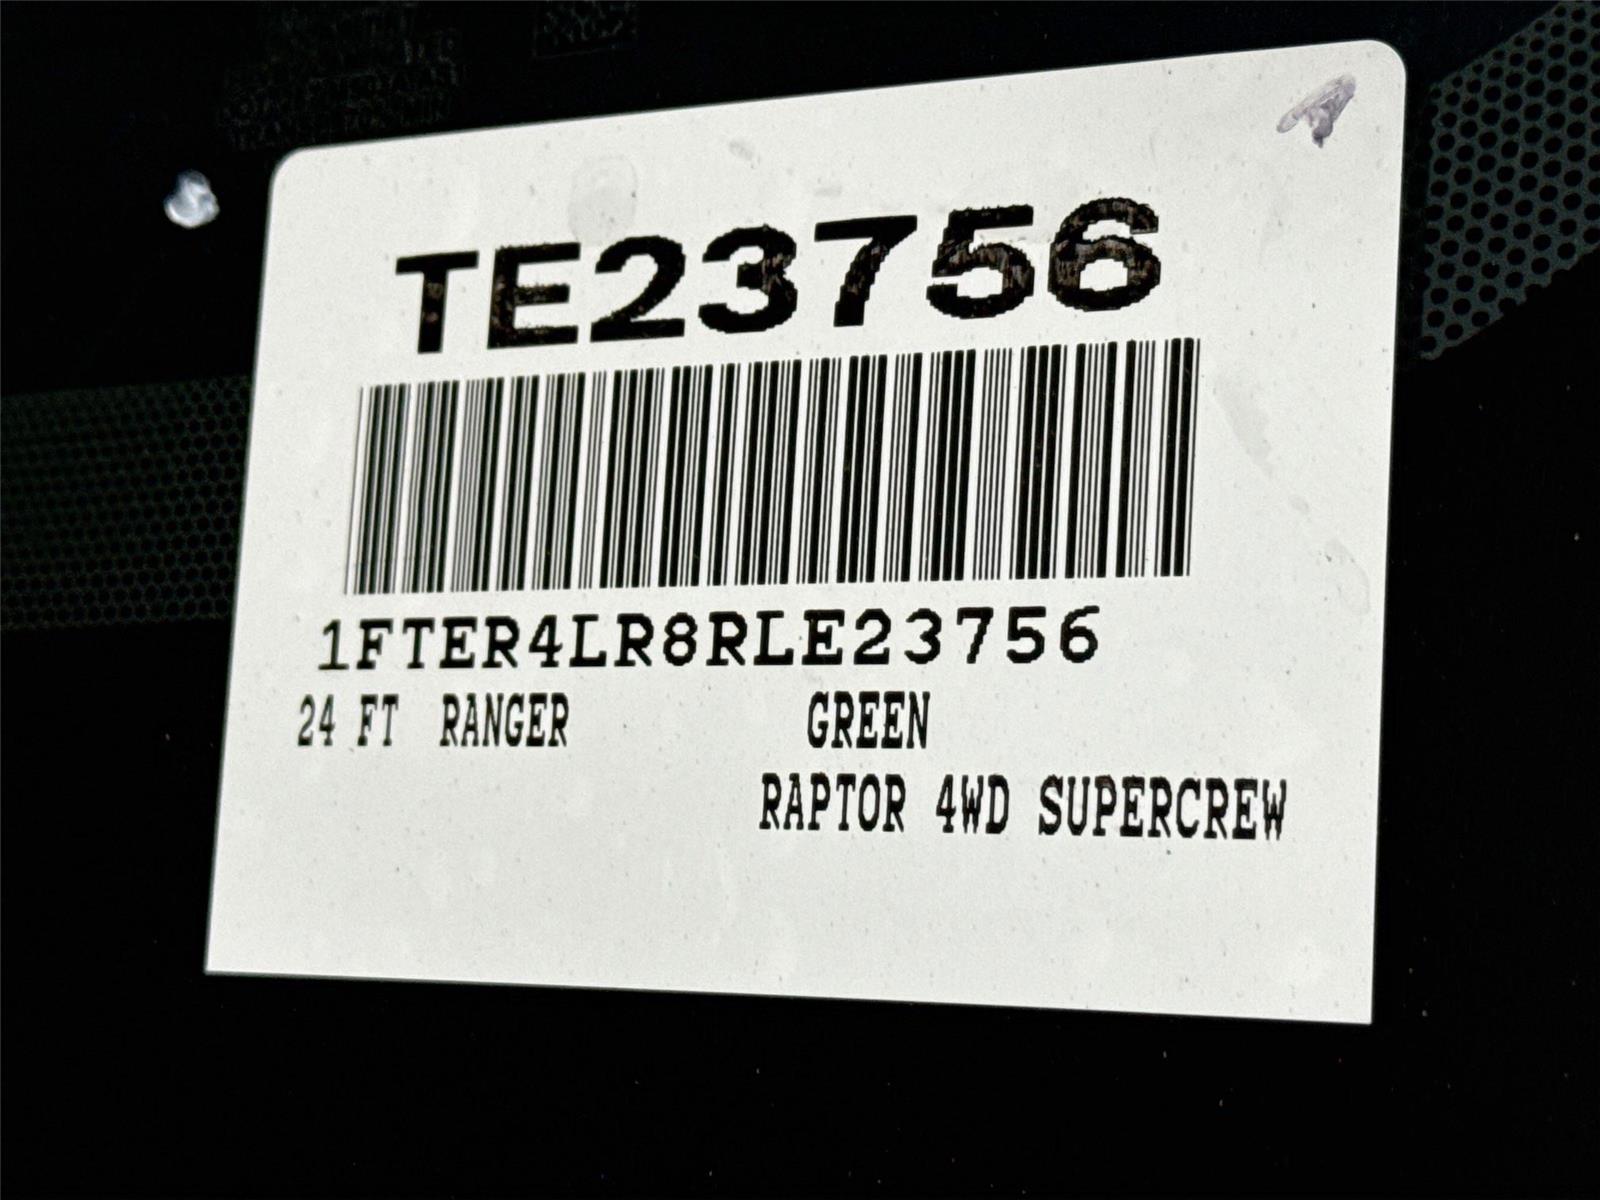 TE23756
1FTER4LR8RLE23756
24 FT RANGER GREEN
RAPTOR 4WD SUPERCREW